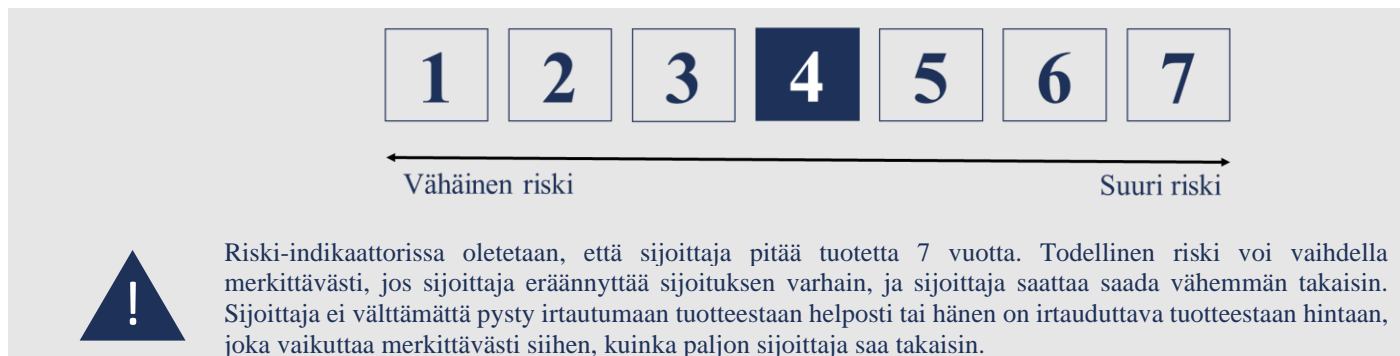 1 2 3 4 5 6 7
Vähäinen riski Suuri riski
Riski-indikaattorissa oletetaan, että sijoittaja pitää tuotetta 7 vuotta. Todellinen riski voi vaihdella
merkittävästi, jos sijoittaja eräännyttää sijoituksen varhain, ja sijoittaja saattaa saada vähemmän takaisin.
Sijoittaja ei välttämättä pysty irtautumaan tuotteestaan helposti tai hänen on irtauduttava tuotteestaan hintaan,
joka vaikuttaa merkittävästi siihen, kuinka paljon sijoittaja saa takaisin.
!